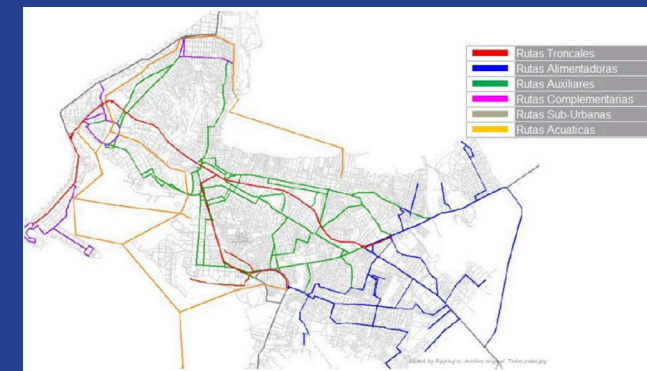 Rutas Troncales
Rutas Alimentadoras
Rutas Auxiliares
Rutas Complementarias
Rutas Sub-Urbanas
Rutas Acuaticas